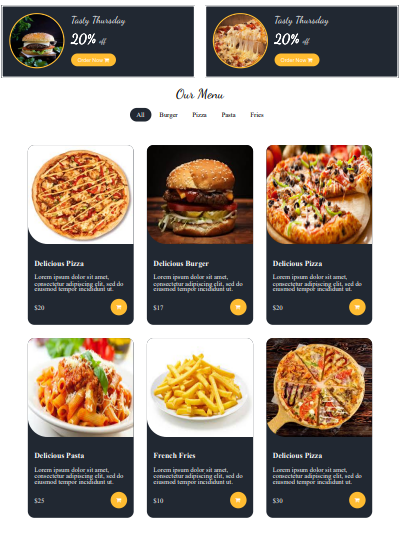 Tasty Thursday
20% off
Order Now
Tasty Thursday
20% off
Order Now
Our Menu
All Burger Pizza Pasta Fries
Delicious Pizza
Lorem ipsum dolor sit amet,
consectetur adipiscing elit, sed do
eiusmod tempor incididunt ut.
$20
Delicious Burger
Lorem ipsum dolor sit amet,
consectetur adipiscing elit, sed do
eiusmod tempor incididunt ut.
$17
Delicious Pizza
Lorem ipsum dolor sit amet,
consectetur adipiscing elit, sed do
eiusmod tempor incididunt ut.
$20
Delicious Pasta
Lorem ipsum dolor sit amet,
consectetur adipiscing elit, sed do
eiusmod tempor incididunt ut.
$25
French Fries
Lorem ipsum dolor sit amet,
consectetur adipiscing elit, sed do
eiusmod tempor incididunt ut.
$10
Delicious Pizza
Lorem ipsum dolor sit amet,
consectetur adipiscing elit, sed do
eiusmod tempor incididunt ut.
$30